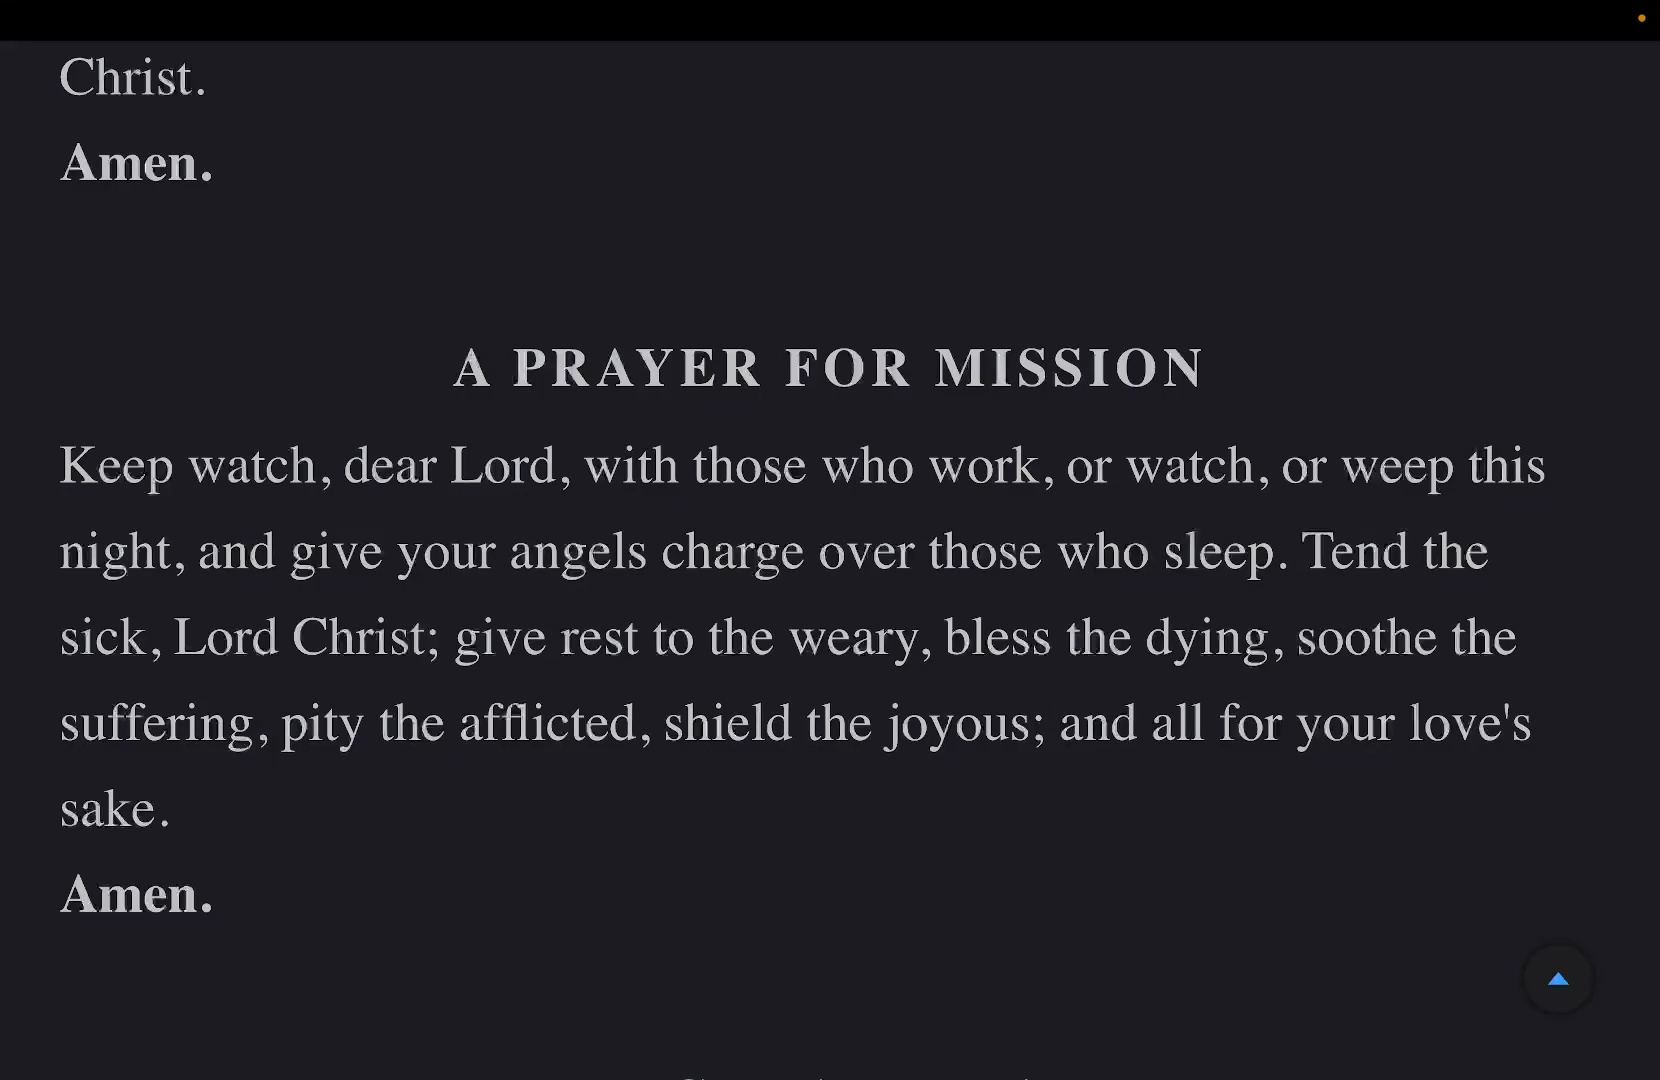 Christ.
Amen.
A PRAYER FOR MISSION
Keep watch, dear Lord, with those who work, or watch, or weep this
night, and give your angels charge over those who sleep. Tend the
sick, Lord Christ; give rest to the weary, bless the dying, soothe the
suffering, pity the afflicted, shield the joyous; and all for your love's
sake.
Amen.